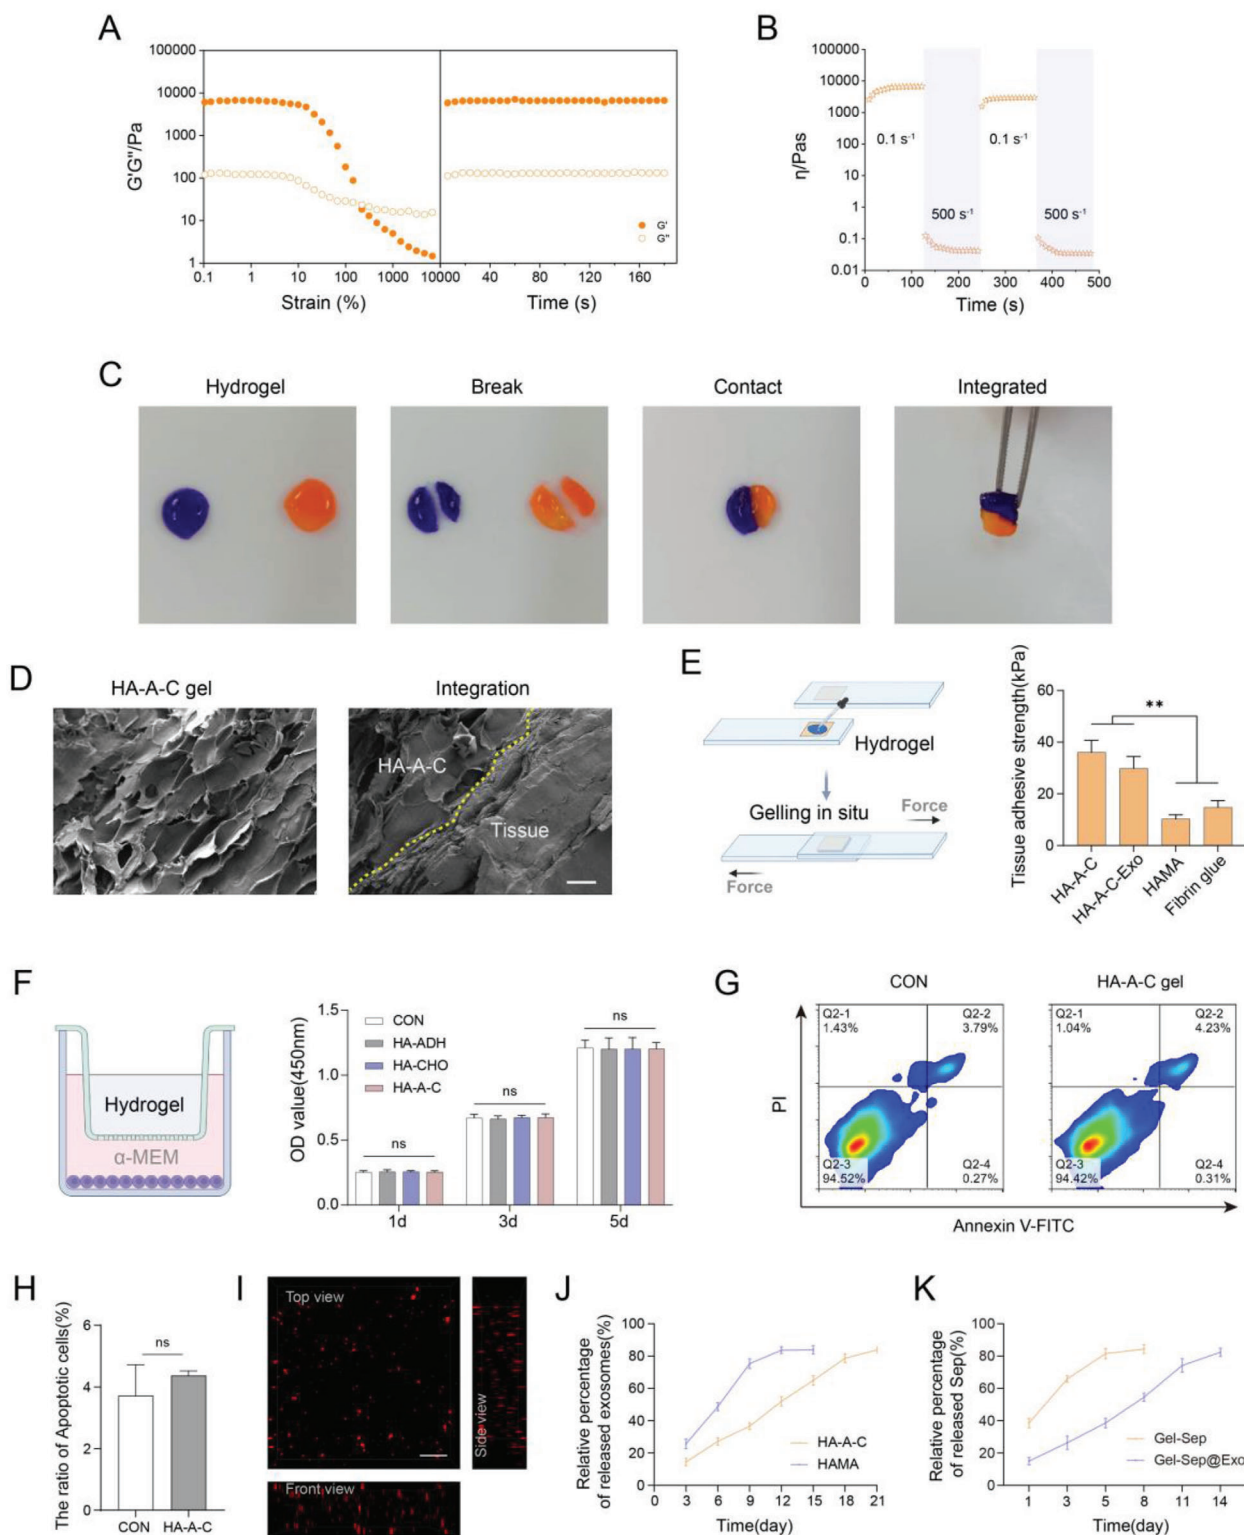 A
100000
10000
1000
100
10
1
G'G"/Pa
0.1
1
10
100
1000
10000
40
80
120
160
Strain (%)
Time (s)
G'
G"
B
100000
10000
1000
100
10
1
0.1
0.01
η/Pas
0.1 s⁻¹
0.1 s⁻¹
500 s⁻¹
500 s⁻¹
0
100
200
300
400
500
Time (s)
C
Hydrogel
Break
Contact
Integrated
D
HA-A-C gel
Integration
HA-A-C
Tissue
E
Hydrogel
Gelling in situ
Force
Force
Tissue adhesive strength(kPa)
60
40
20
0
**
HA-A-C
HA-A-C-Exo
HAMA
Fibrin glue
F
Hydrogel
α-MEM
OD value(450nm)
1.5
1.0
0.5
0.0
CON
HA-ADH
HA-CHO
HA-A-C
ns
ns
ns
1d
3d
5d
G
CON
HA-A-C gel
Q2-1
1.43%
Q2-2
3.79%
Q2-3
94.52%
Q2-4
0.27%
Q2-1
1.04%
Q2-2
4.23%
Q2-3
94.42%
Q2-4
0.31%
PI
Annexin V-FITC
H
The ratio of Apoptotic cells(%)
6
4
2
0
ns
CON
HA-A-C
I
Top view
Side view
Front view
J
Relative percentage
of released exosomes(%)
100
80
60
40
20
0
HA-A-C
HAMA
0
3
6
9
12
15
18
21
Time(day)
K
Relative percentage
of released Sep(%)
100
80
60
40
20
0
Gel-Sep
Gel-Sep@Exo
1
3
5
8
11
14
Time(day)